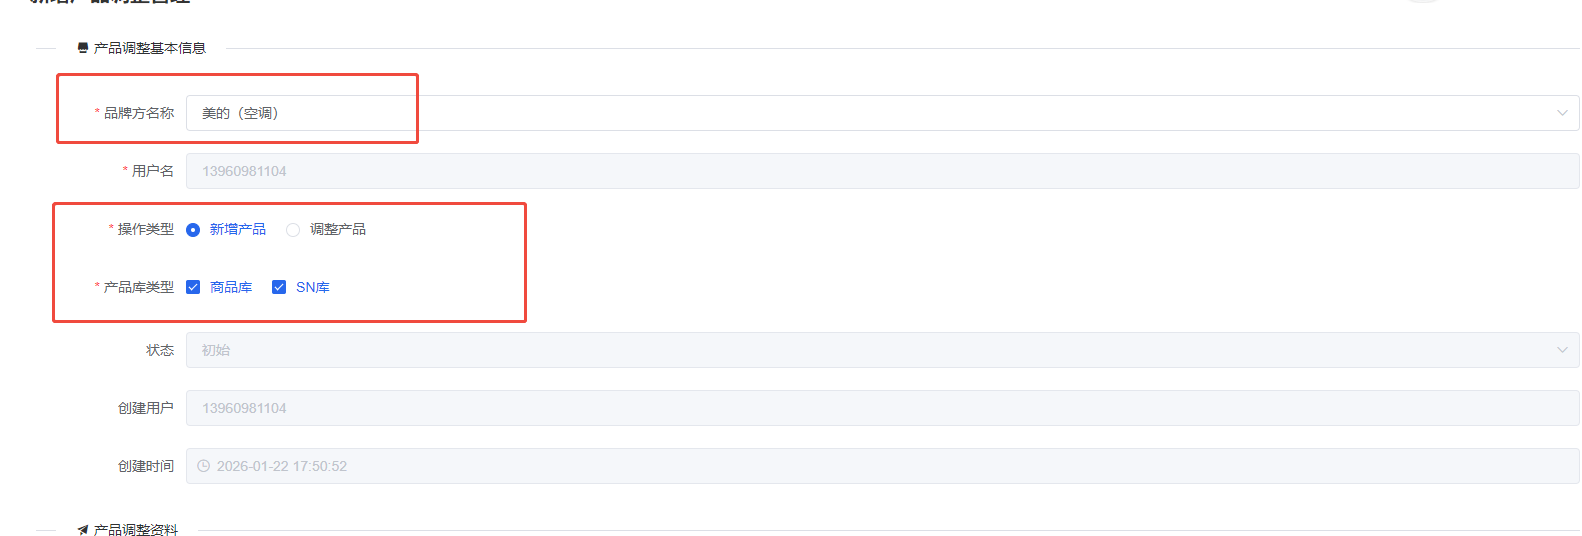 产品调整基本信息
* 品牌方名称 美的（空调）
* 用户名 13960981104
* 操作类型 新增产品 调整产品
* 产品库类型 商品库 SN库
状态 初始
创建用户 13960981104
创建时间 2026-01-22 17:50:52
产品调整资料